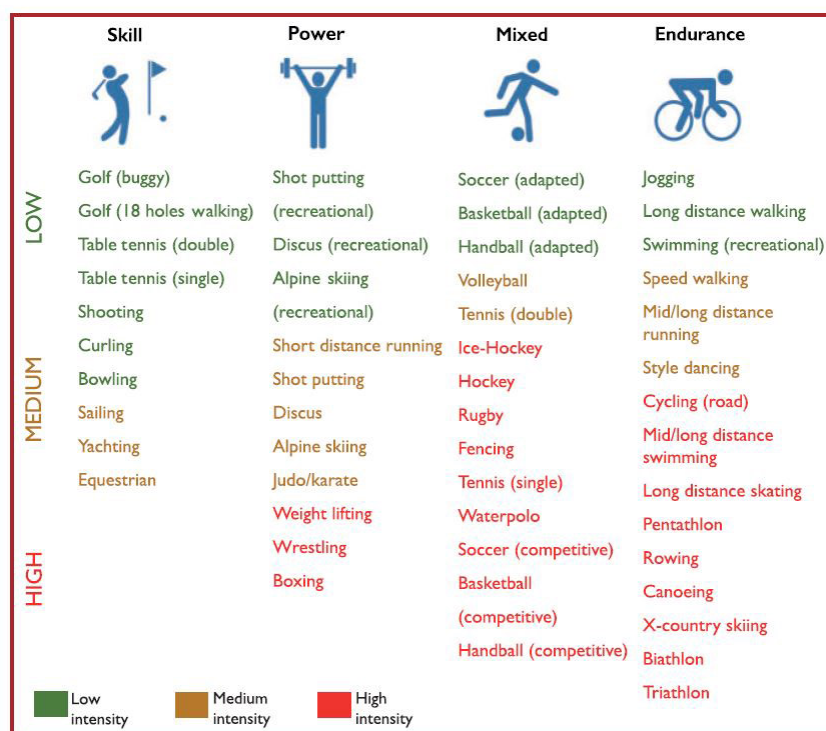 Skill
Power
Mixed
Endurance
LOW
MEDIUM
HIGH
Golf (buggy)
Golf (18 holes walking)
Table tennis (double)
Table tennis (single)
Shooting
Curling
Bowling
Sailing
Yachting
Equestrian
Shot putting
(recreational)
Discus (recreational)
Alpine skiing
(recreational)
Short distance running
Shot putting
Discus
Alpine skiing
Judo/karate
Weight lifting
Wrestling
Boxing
Soccer (adapted)
Basketball (adapted)
Handball (adapted)
Volleyball
Tennis (double)
Ice-Hockey
Hockey
Rugby
Fencing
Tennis (single)
Waterpolo
Soccer (competitive)
Basketball
(competitive)
Handball (competitive)
Jogging
Long distance walking
Swimming (recreational)
Speed walking
Mid/long distance
running
Style dancing
Cycling (road)
Mid/long distance
swimming
Long distance skating
Pentathlon
Rowing
Canoeing
X-country skiing
Biathlon
Triathlon
Low
intensity
Medium
intensity
High
intensity